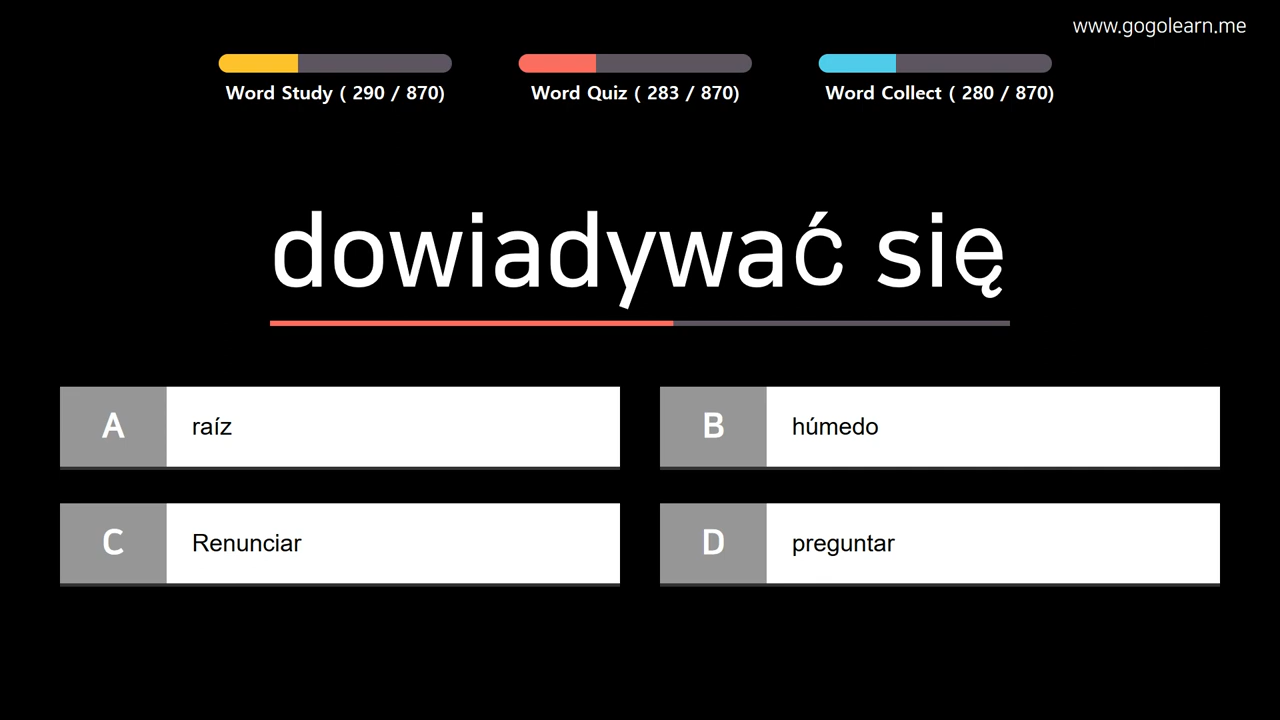 www.gogolearn.me
Word Study ( 290 / 870)
Word Quiz ( 283 / 870)
Word Collect ( 280 / 870)
dowiadywać się
A raíz
B húmedo
C Renunciar
D preguntar